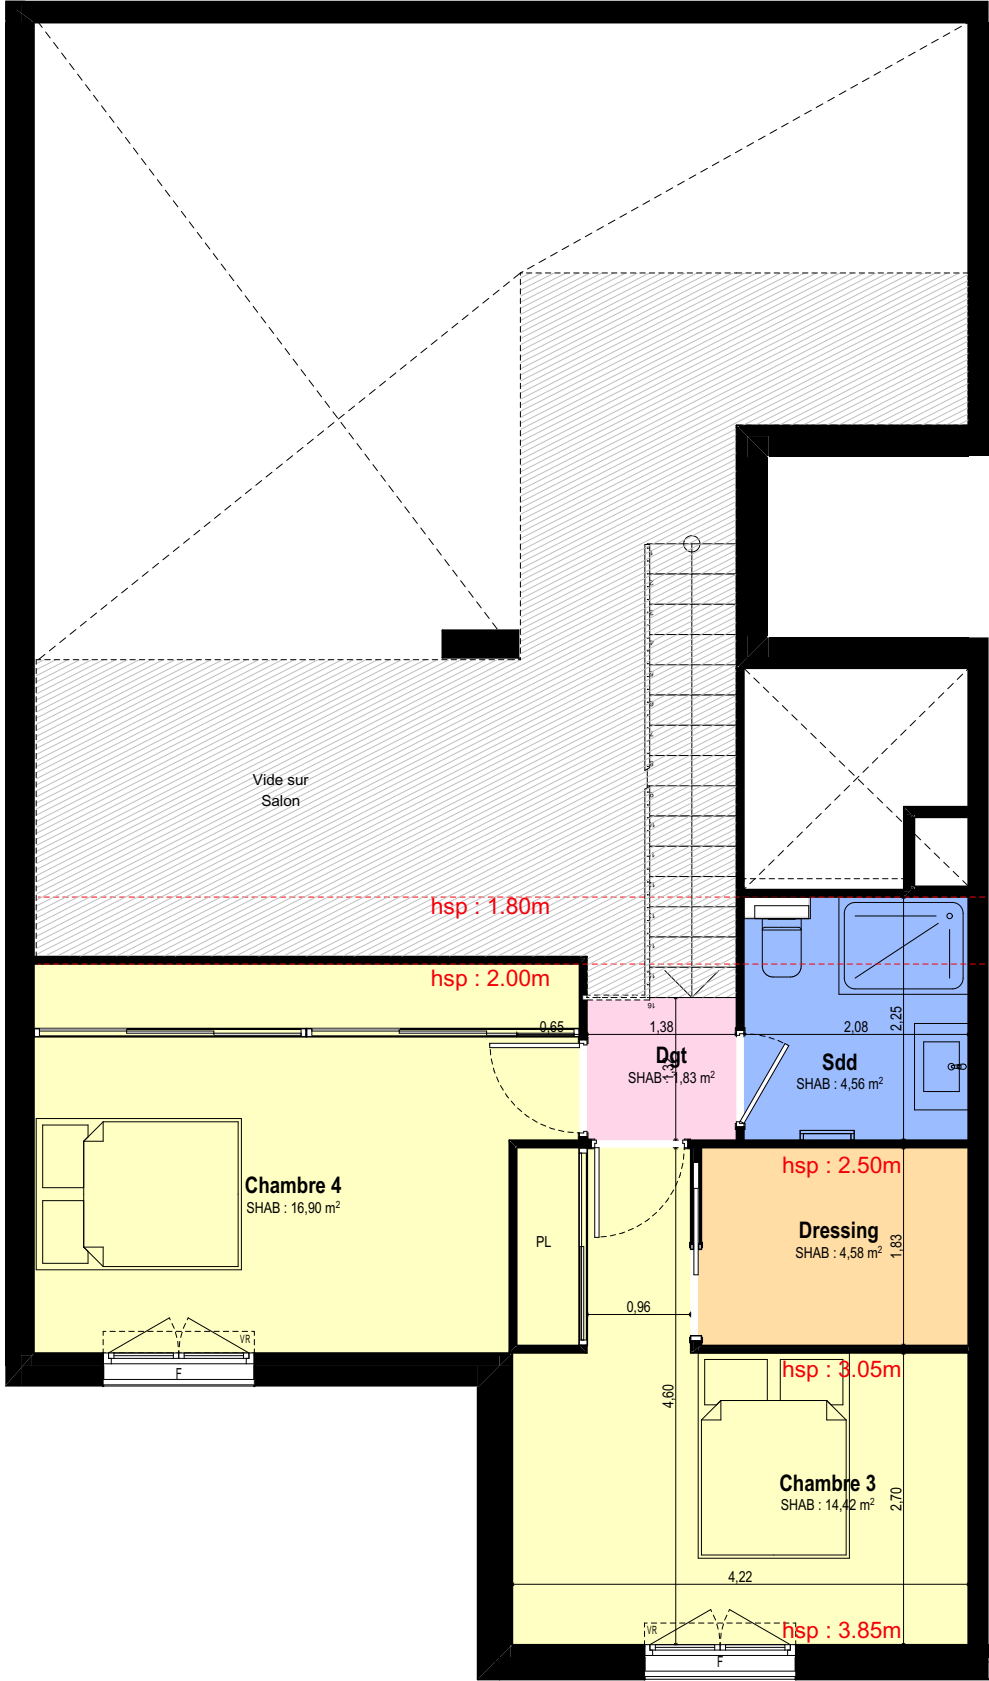 Vide sur
Salon
hsp : 1.80m
hsp : 2.00m
0,65
1,38
2,08
2,25
Dgt
SHAB : 1,83 m²
Sdd
SHAB : 4,56 m²
hsp : 2.50m
Chambre 4
SHAB : 16,90 m²
PL
Dressing
SHAB : 4,58 m²
1,83
0,96
VR
F
hsp : 3.05m
4,60
Chambre 3
SHAB : 14,42 m²
2,70
4,22
VR
hsp : 3.85m
F